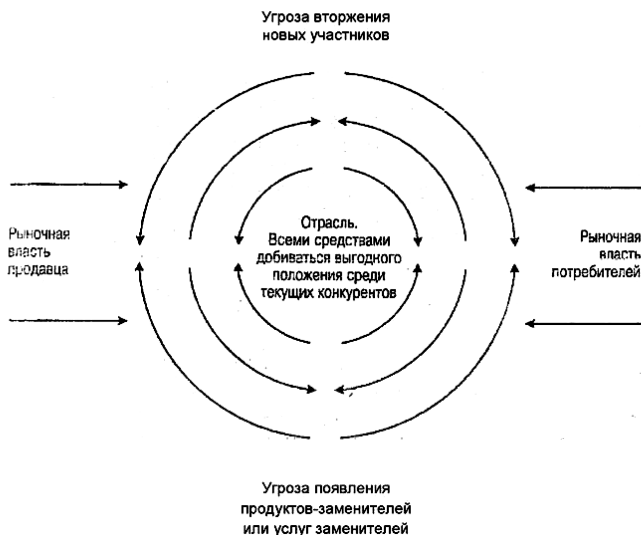 Угроза вторжения
новых участников
Отрасль.
Всеми средствами
добиваться выгодного
положения среди
текущих конкурентов
Рыночная
власть
продавца
Рыночная
власть
потребителей
Угроза появления
продуктов-заменителей
или услуг заменителей